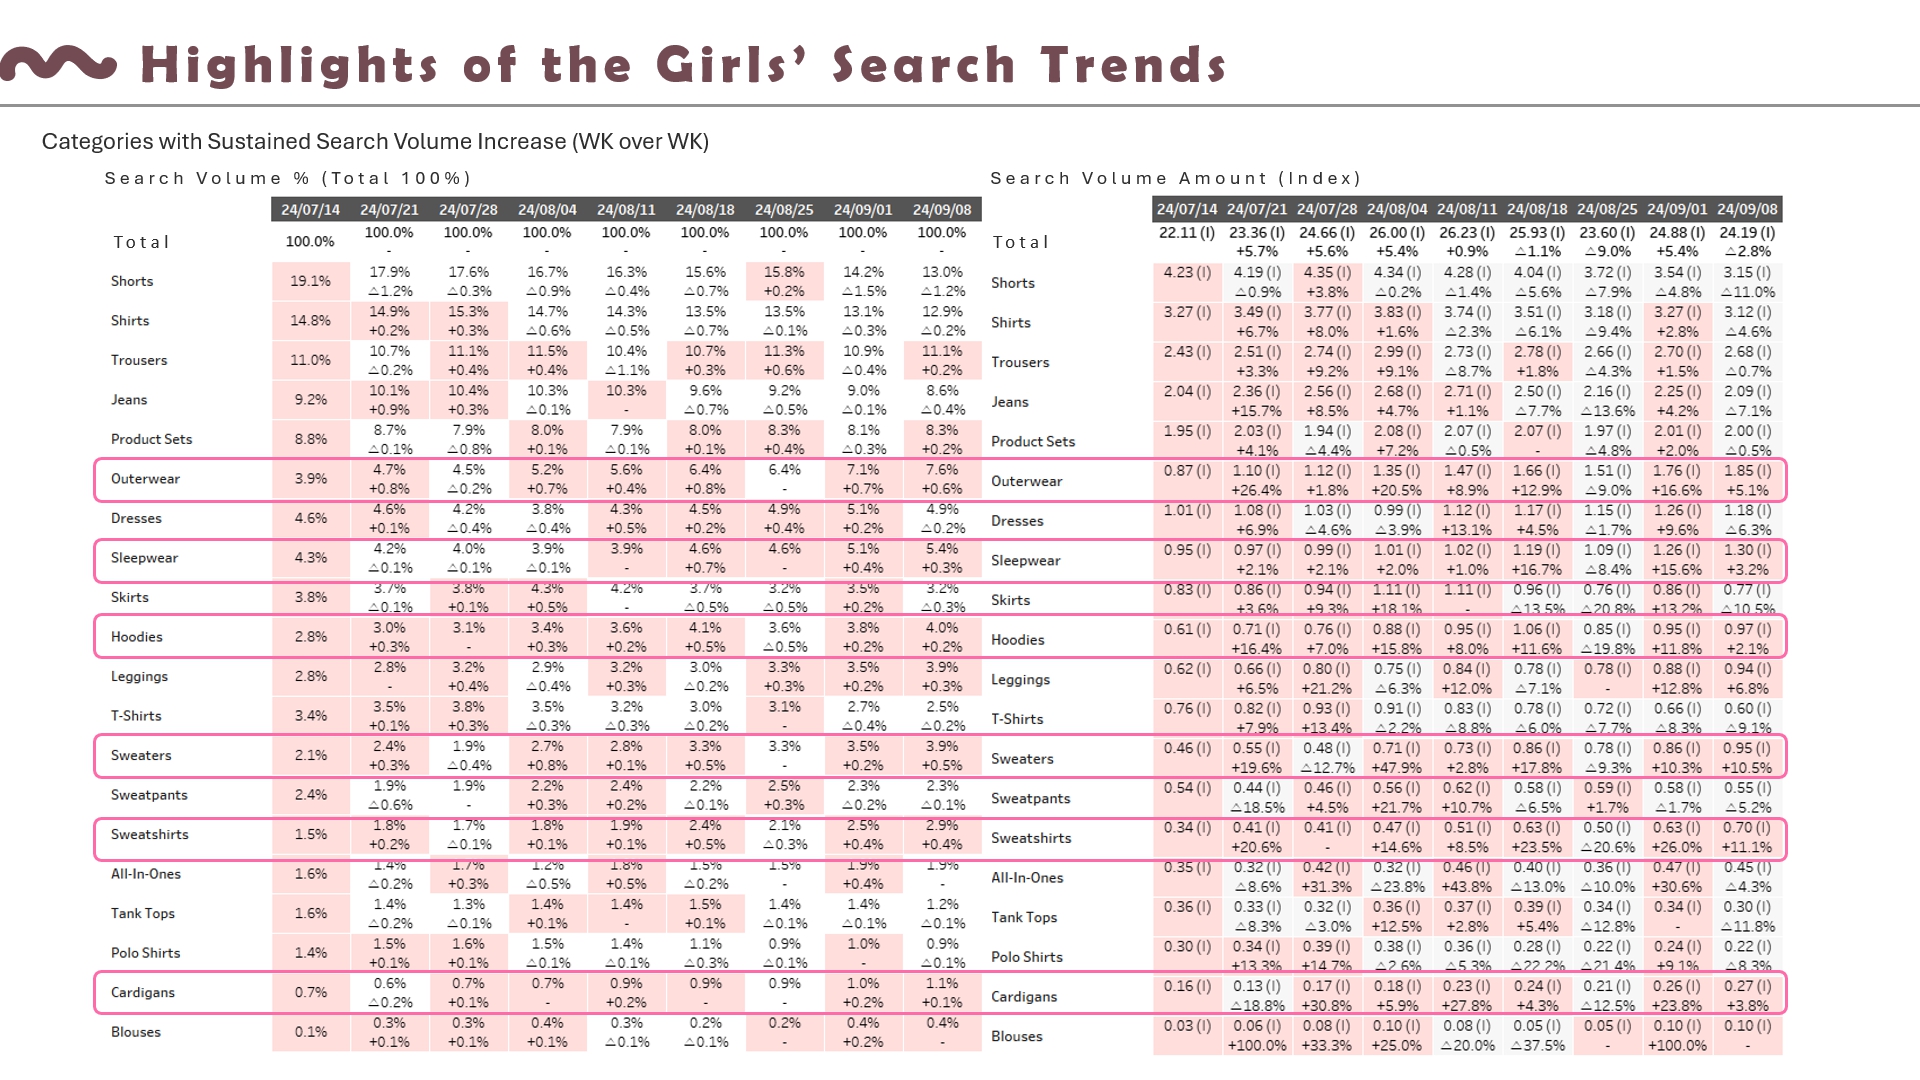 Highlights of the Girls’ Search Trends
Categories with Sustained Search Volume Increase (WK over WK)
Search Volume % (Total 100%)
24/07/14 24/07/21 24/07/28 24/08/04 24/08/11 24/08/18 24/08/25 24/09/01 24/09/08
Total 100.0% 100.0% 100.0% 100.0% 100.0% 100.0% 100.0% 100.0% 100.0%
- - - - - - - -
Shorts 19.1% 17.9% 17.6% 16.7% 16.3% 15.6% 15.8% 14.2% 13.0%
△1.2% △0.3% △0.9% △0.4% △0.7% +0.2% △1.5% △1.2%
Shirts 14.8% 14.9% 15.3% 14.7% 14.3% 13.5% 13.5% 13.1% 12.9%
+0.2% +0.3% △0.6% △0.5% △0.7% △0.1% △0.3% △0.2%
Trousers 11.0% 10.7% 11.1% 11.5% 10.4% 10.7% 11.3% 10.9% 11.1%
△0.2% +0.4% +0.4% △1.1% +0.3% +0.6% △0.4% +0.2%
Jeans 9.2% 10.1% 10.4% 10.3% 10.3% 9.6% 9.2% 9.0% 8.6%
+0.9% +0.3% △0.1% - △0.7% △0.5% △0.1% △0.4%
Product Sets 8.8% 8.7% 7.9% 8.0% 7.9% 8.0% 8.3% 8.1% 8.3%
△0.1% △0.8% +0.1% △0.1% +0.1% +0.4% △0.3% +0.2%
Outerwear 3.9% 4.7% 4.5% 5.2% 5.6% 6.4% 6.4% 7.1% 7.6%
+0.8% △0.2% +0.7% +0.4% +0.8% - +0.7% +0.6%
Dresses 4.6% 4.6% 4.2% 3.8% 4.3% 4.5% 4.9% 5.1% 4.9%
+0.1% △0.4% △0.4% +0.5% +0.2% +0.4% +0.2% △0.2%
Sleepwear 4.3% 4.2% 4.0% 3.9% 3.9% 4.6% 4.6% 5.1% 5.4%
△0.1% △0.1% △0.1% - +0.7% - +0.4% +0.3%
Skirts 3.8% 3.7% 3.8% 4.3% 4.2% 3.7% 3.2% 3.5% 3.2%
△0.1% +0.1% +0.5% - △0.5% △0.5% +0.2% △0.3%
Hoodies 2.8% 3.0% 3.1% 3.4% 3.6% 4.1% 3.6% 3.8% 4.0%
+0.3% - +0.3% +0.2% +0.5% △0.5% +0.2% +0.2%
Leggings 2.8% 2.8% 3.2% 2.9% 3.2% 3.0% 3.3% 3.5% 3.9%
- +0.4% △0.4% +0.3% △0.2% +0.3% +0.2% +0.3%
T-Shirts 3.4% 3.5% 3.8% 3.5% 3.2% 3.0% 3.1% 2.7% 2.5%
+0.1% +0.3% △0.3% △0.3% △0.2% - △0.4% △0.2%
Sweaters 2.1% 2.4% 1.9% 2.7% 2.8% 3.3% 3.3% 3.5% 3.9%
+0.3% △0.4% +0.8% +0.1% +0.5% - +0.2% +0.5%
Sweatpants 2.4% 1.9% 1.9% 2.2% 2.4% 2.2% 2.5% 2.3% 2.3%
△0.6% - +0.3% +0.2% △0.1% +0.3% △0.2% △0.1%
Sweatshirts 1.5% 1.8% 1.7% 1.8% 1.9% 2.4% 2.1% 2.5% 2.9%
+0.2% △0.1% +0.1% +0.1% +0.5% △0.3% +0.4% +0.4%
All-In-Ones 1.6% 1.4% 1.7% 1.2% 1.8% 1.5% 1.5% 1.9% 1.9%
△0.2% +0.3% △0.5% +0.5% △0.2% - +0.4% -
Tank Tops 1.6% 1.4% 1.3% 1.4% 1.4% 1.5% 1.4% 1.4% 1.2%
△0.2% △0.1% +0.1% - +0.1% △0.1% △0.1% △0.1%
Polo Shirts 1.4% 1.5% 1.6% 1.5% 1.4% 1.1% 0.9% 1.0% 0.9%
+0.1% +0.1% △0.1% △0.1% △0.3% △0.1% - △0.1%
Cardigans 0.7% 0.6% 0.7% 0.7% 0.9% 0.9% 0.9% 1.0% 1.1%
△0.2% +0.1% - +0.2% - - +0.2% +0.1%
Blouses 0.1% 0.3% 0.3% 0.4% 0.3% 0.2% 0.2% 0.4% 0.4%
+0.1% +0.1% +0.1% △0.1% △0.1% - +0.2% -
Search Volume Amount (Index)
24/07/14 24/07/21 24/07/28 24/08/04 24/08/11 24/08/18 24/08/25 24/09/01 24/09/08
Total 22.11 (I) 23.36 (I) 24.66 (I) 26.00 (I) 26.23 (I) 25.93 (I) 23.60 (I) 24.88 (I) 24.19 (I)
+5.7% +5.6% +5.4% +0.9% △1.1% △9.0% +5.4% △2.8%
Shorts 4.23 (I) 4.19 (I) 4.35 (I) 4.34 (I) 4.28 (I) 4.04 (I) 3.72 (I) 3.54 (I) 3.15 (I)
△0.9% +3.8% △0.2% △1.4% △5.6% △7.9% △4.8% △11.0%
Shirts 3.27 (I) 3.49 (I) 3.77 (I) 3.83 (I) 3.74 (I) 3.51 (I) 3.18 (I) 3.27 (I) 3.12 (I)
+6.7% +8.0% +1.6% △2.3% △6.1% △9.4% +2.8% △4.6%
Trousers 2.43 (I) 2.51 (I) 2.74 (I) 2.99 (I) 2.73 (I) 2.78 (I) 2.66 (I) 2.70 (I) 2.68 (I)
+3.3% +9.2% +9.1% △8.7% +1.8% △4.3% +1.5% △0.7%
Jeans 2.04 (I) 2.36 (I) 2.56 (I) 2.68 (I) 2.71 (I) 2.50 (I) 2.16 (I) 2.25 (I) 2.09 (I)
+15.7% +8.5% +4.7% +1.1% △7.7% △13.6% +4.2% △7.1%
Product Sets 1.95 (I) 2.03 (I) 1.94 (I) 2.08 (I) 2.07 (I) 2.07 (I) 1.97 (I) 2.01 (I) 2.00 (I)
+4.1% △4.4% +7.2% △0.5% - △4.8% +2.0% △0.5%
Outerwear 0.87 (I) 1.10 (I) 1.12 (I) 1.35 (I) 1.47 (I) 1.66 (I) 1.51 (I) 1.76 (I) 1.85 (I)
+26.4% +1.8% +20.5% +8.9% +12.9% △9.0% +16.6% +5.1%
Dresses 1.01 (I) 1.08 (I) 1.03 (I) 0.99 (I) 1.12 (I) 1.17 (I) 1.15 (I) 1.26 (I) 1.18 (I)
+6.9% △4.6% △3.9% +13.1% +4.5% △1.7% +9.6% △6.3%
Sleepwear 0.95 (I) 0.97 (I) 0.99 (I) 1.01 (I) 1.02 (I) 1.19 (I) 1.09 (I) 1.26 (I) 1.30 (I)
+2.1% +2.1% +2.0% +1.0% +16.7% △8.4% +15.6% +3.2%
Skirts 0.83 (I) 0.86 (I) 0.94 (I) 1.11 (I) 1.11 (I) 0.96 (I) 0.76 (I) 0.86 (I) 0.77 (I)
+3.6% +9.3% +18.1% - △13.5% △20.8% +13.2% △10.5%
Hoodies 0.61 (I) 0.71 (I) 0.76 (I) 0.88 (I) 0.95 (I) 1.06 (I) 0.85 (I) 0.95 (I) 0.97 (I)
+16.4% +7.0% +15.8% +8.0% +11.6% △19.8% +11.8% +2.1%
Leggings 0.62 (I) 0.66 (I) 0.80 (I) 0.75 (I) 0.84 (I) 0.78 (I) 0.78 (I) 0.88 (I) 0.94 (I)
+6.5% +21.2% △6.3% +12.0% △7.1% - +12.8% +6.8%
T-Shirts 0.76 (I) 0.82 (I) 0.93 (I) 0.91 (I) 0.83 (I) 0.78 (I) 0.72 (I) 0.66 (I) 0.60 (I)
+7.9% +13.4% △2.2% △8.8% △6.0% △7.7% △8.3% △9.1%
Sweaters 0.46 (I) 0.55 (I) 0.48 (I) 0.71 (I) 0.73 (I) 0.86 (I) 0.78 (I) 0.86 (I) 0.95 (I)
+19.6% △12.7% +47.9% +2.8% +17.8% △9.3% +10.3% +10.5%
Sweatpants 0.54 (I) 0.44 (I) 0.46 (I) 0.56 (I) 0.62 (I) 0.58 (I) 0.59 (I) 0.58 (I) 0.55 (I)
△18.5% +4.5% +21.7% +10.7% △6.5% +1.7% △1.7% △5.2%
Sweatshirts 0.34 (I) 0.41 (I) 0.41 (I) 0.47 (I) 0.51 (I) 0.63 (I) 0.50 (I) 0.63 (I) 0.70 (I)
+20.6% - +14.6% +8.5% +23.5% △20.6% +26.0% +11.1%
All-In-Ones 0.35 (I) 0.32 (I) 0.42 (I) 0.32 (I) 0.46 (I) 0.40 (I) 0.36 (I) 0.47 (I) 0.45 (I)
△8.6% +31.3% △23.8% +43.8% △13.0% △10.0% +30.6% △4.3%
Tank Tops 0.36 (I) 0.33 (I) 0.32 (I) 0.36 (I) 0.37 (I) 0.39 (I) 0.34 (I) 0.34 (I) 0.30 (I)
△8.3% △3.0% +12.5% +2.8% +5.4% △12.8% - △11.8%
Polo Shirts 0.30 (I) 0.34 (I) 0.39 (I) 0.38 (I) 0.36 (I) 0.28 (I) 0.22 (I) 0.24 (I) 0.22 (I)
+13.3% +14.7% △2.6% △5.3% △22.2% △21.4% +9.1% △8.3%
Cardigans 0.16 (I) 0.13 (I) 0.17 (I) 0.18 (I) 0.23 (I) 0.24 (I) 0.21 (I) 0.26 (I) 0.27 (I)
△18.8% +30.8% +5.9% +27.8% +4.3% △12.5% +23.8% +3.8%
Blouses 0.03 (I) 0.06 (I) 0.08 (I) 0.10 (I) 0.08 (I) 0.05 (I) 0.05 (I) 0.10 (I) 0.10 (I)
+100.0% +33.3% +25.0% △20.0% △37.5% - +100.0% -